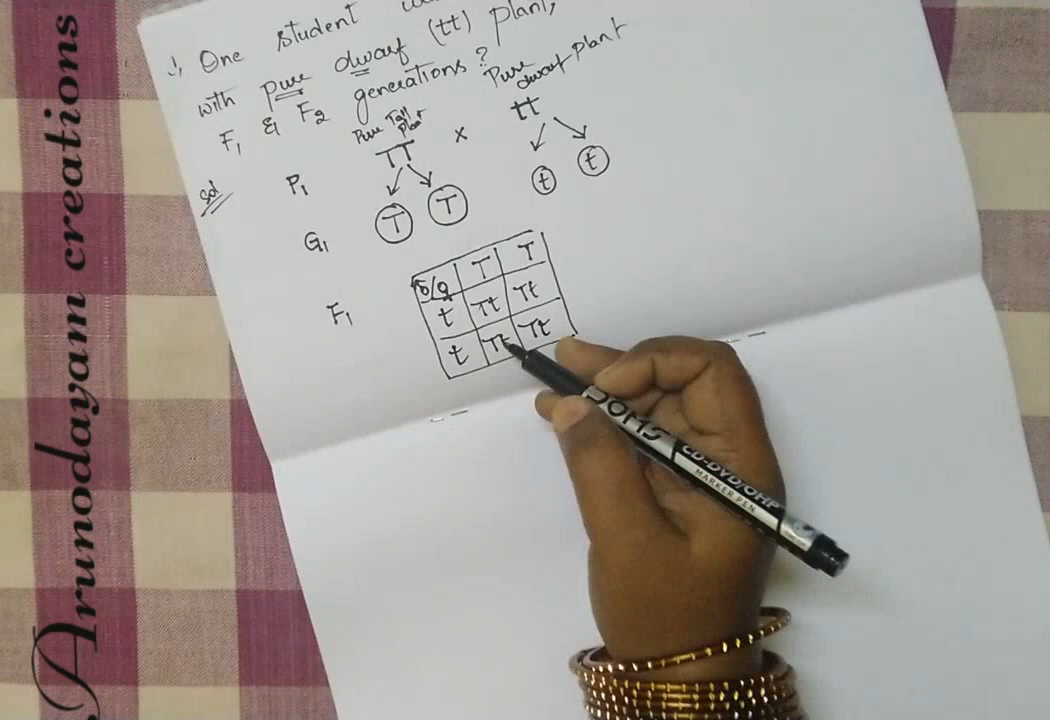 1, One student
with pure dwarf (tt) plant,
F1 & F2 generations?
Pure Tall Plant
Pure dwarf plant
Sol
P1 TT x tt
G1 T T t t
F1
♂/♀ T T
t Tt Tt
t Tt Tt
DOMS CD-DVD/OHP
MARKER PEN
Arunodayam creations